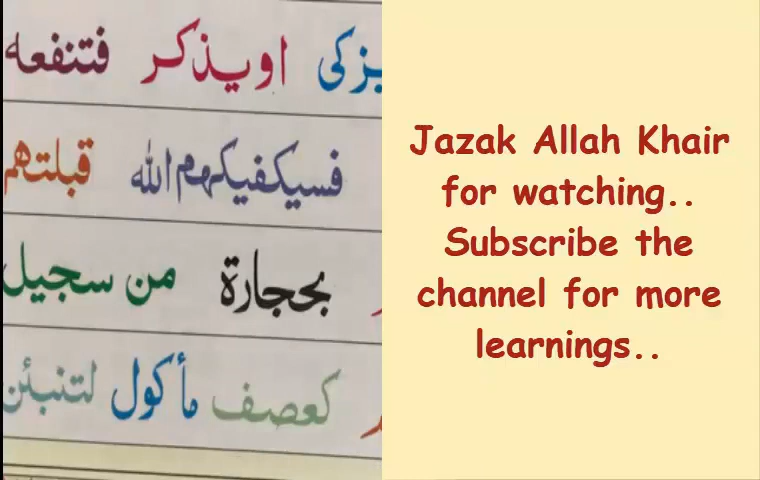 يزكى اويذكر فتنفعه
فسيكفيكهم الله قبلتهم
بحجارة من سجيل
كعصف مأكول لتنبئن
Jazak Allah Khair
for watching..
Subscribe the
channel for more
learnings..